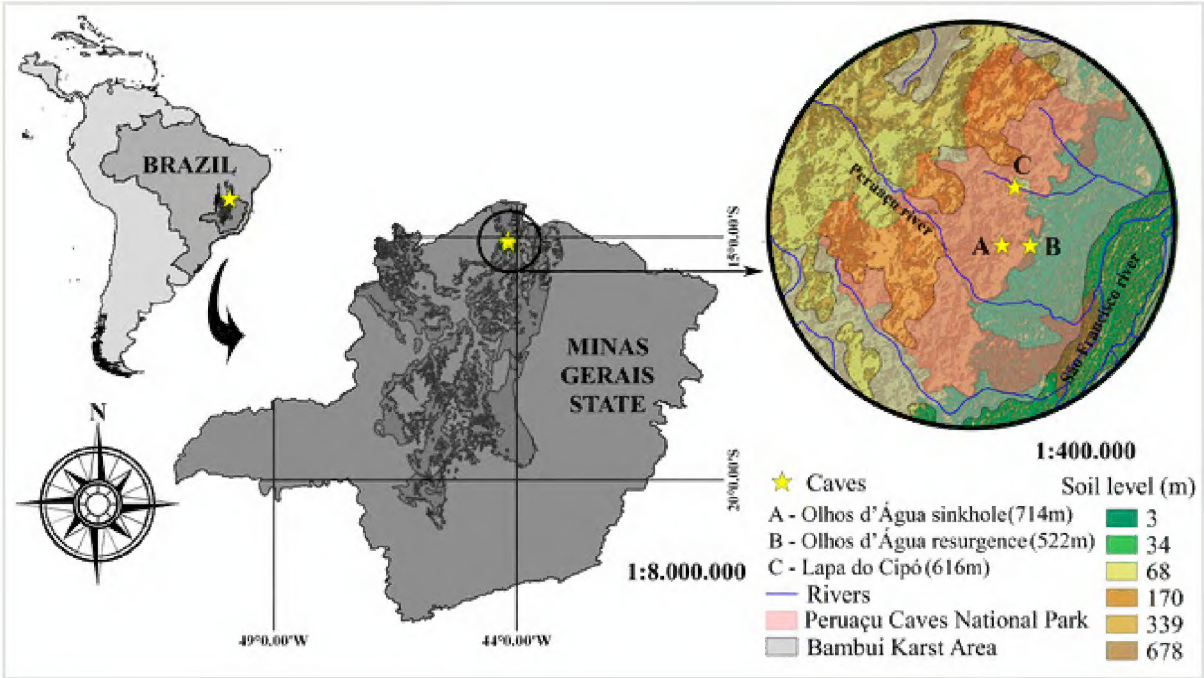 BRAZIL
N
MINAS
GERAIS
STATE
15°0.00'S
20°0.00'S
49°0.00'W
44°0.00'W
1:8.000.000
Peruaçu river
São Francisco river
A
B
C
1:400.000
Caves
A - Olhos d'Água sinkhole (714m)
B - Olhos d'Água resurgence (522m)
C - Lapa do Cipó (616m)
Rivers
Peruaçu Caves National Park
Bambui Karst Area
Soil level (m)
3
34
68
170
339
678